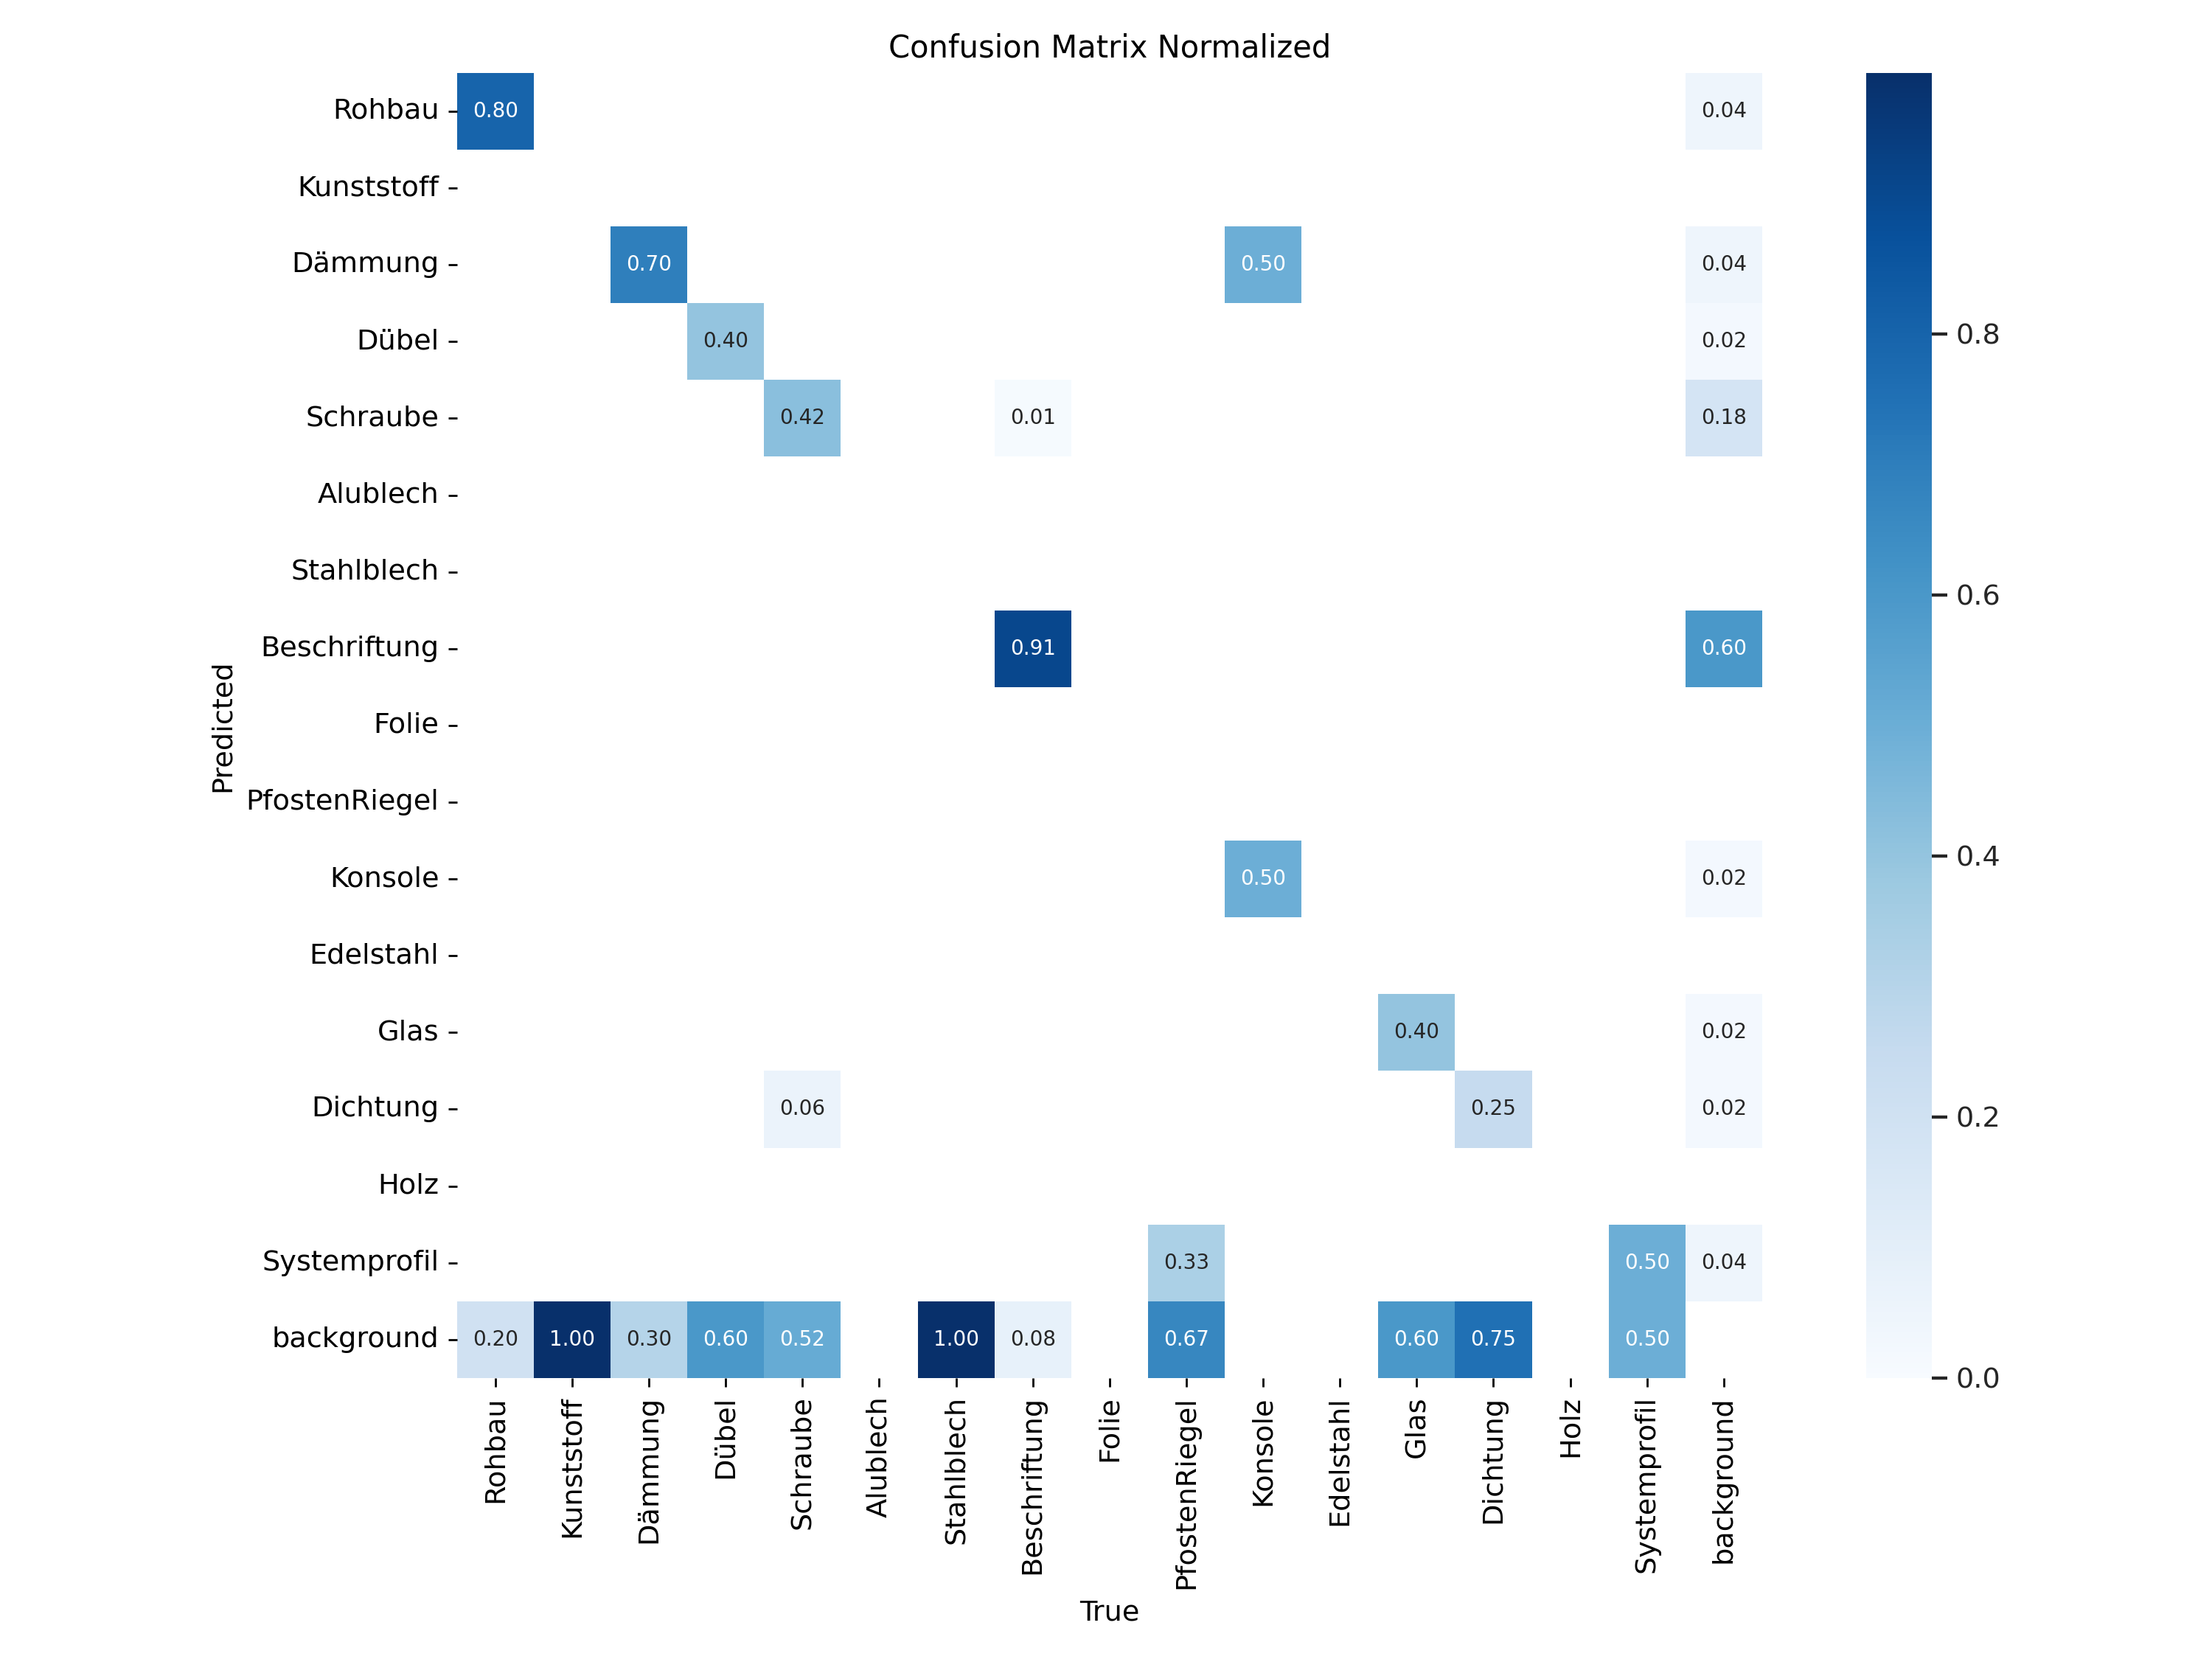 Confusion Matrix Normalized
Rohbau 0.80 0.04
Kunststoff
Dämmung 0.70 0.50 0.04
Dübel 0.40 0.02
Schraube 0.42 0.01 0.18
Alublech
Stahlblech
Beschriftung 0.91 0.60
Folie
PfostenRiegel
Konsole 0.50 0.02
Edelstahl
Glas 0.40 0.02
Dichtung 0.06 0.25 0.02
Holz
Systemprofil 0.33 0.50 0.04
background 0.20 1.00 0.30 0.60 0.52 1.00 0.08 0.67 0.60 0.75 0.50
Predicted
Rohbau Kunststoff Dämmung Dübel Schraube Alublech Stahlblech Beschriftung Folie PfostenRiegel Konsole Edelstahl Glas Dichtung Holz Systemprofil background
True
0.8
0.6
0.4
0.2
0.0